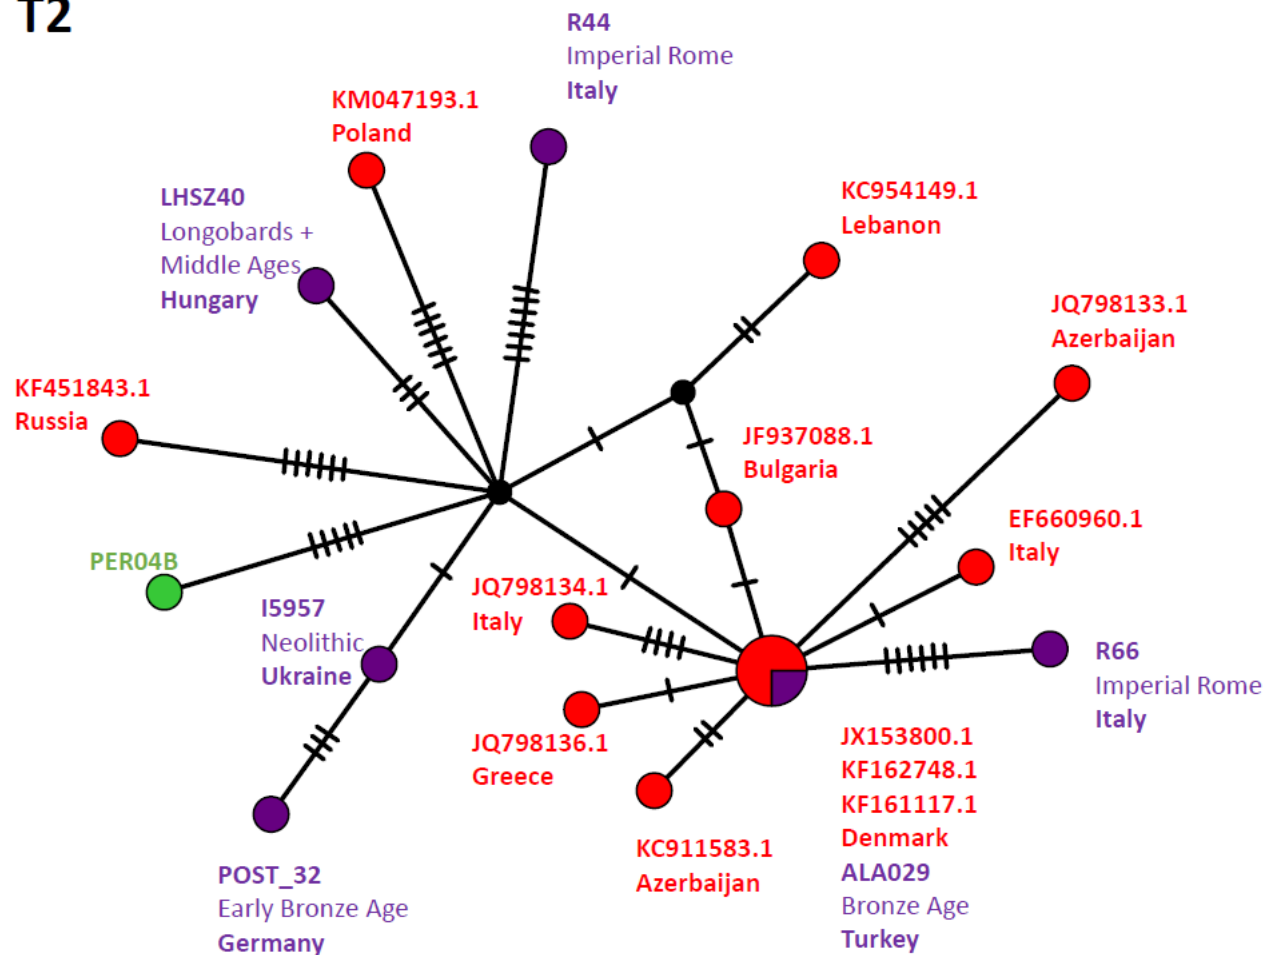 T2
R44
Imperial Rome
Italy
KM047193.1
Poland
LHSZ40
Longobards +
Middle Ages
Hungary
KC954149.1
Lebanon
JQ798133.1
Azerbaijan
KF451843.1
Russia
JF937088.1
Bulgaria
EF660960.1
Italy
PER04B
JQ798134.1
Italy
I5957
Neolithic
Ukraine
R66
Imperial Rome
Italy
JQ798136.1
Greece
JX153800.1
KF162748.1
KF161117.1
Denmark
ALA029
Bronze Age
Turkey
KC911583.1
Azerbaijan
POST_32
Early Bronze Age
Germany